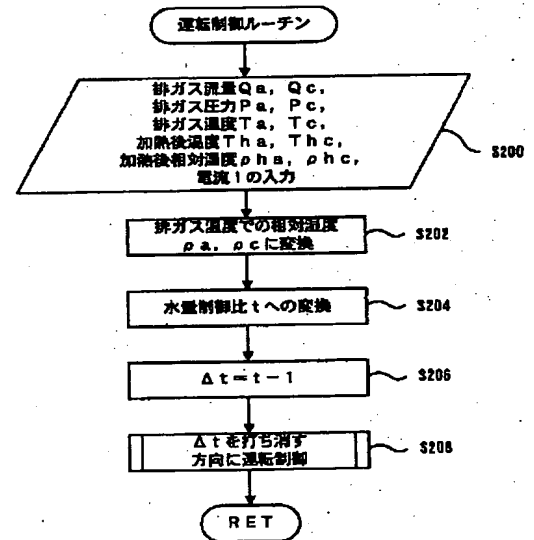 運転制御ルーチン
排ガス流量Qa，Qc，
排ガス圧力Pa，Pc，
排ガス温度Ta，Tc，
加熱後温度Tha，Thc，
加熱後相対湿度ρha，ρhc，
電流Iの入力
S200
排ガス温度での相対湿度
ρa，ρcに変換
S202
水量制御比tへの変換
S204
Δt＝t－1
S206
Δtを打ち消す
方向に運転制御
S208
RET